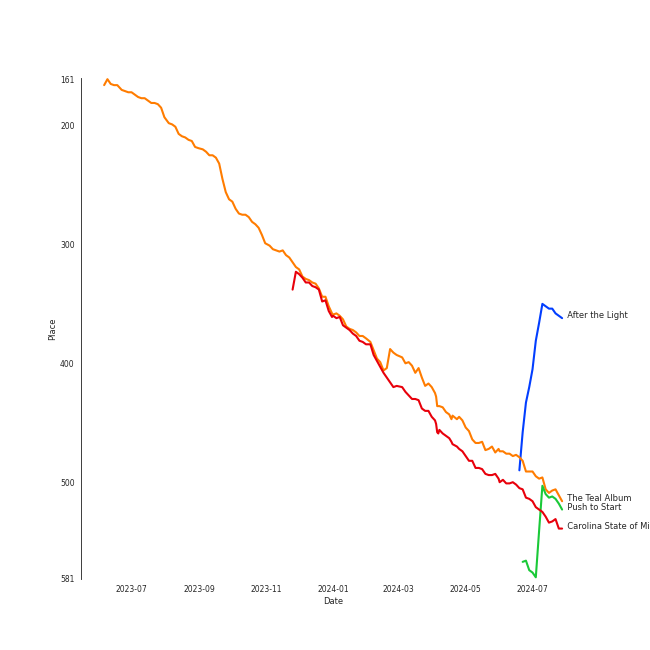 161
200
300
400
500
581
Place
2023-07
2023-09
2023-11
2024-01
2024-03
2024-05
2024-07
Date
After the Light
The Teal Album
Push to Start
Carolina State of Mi